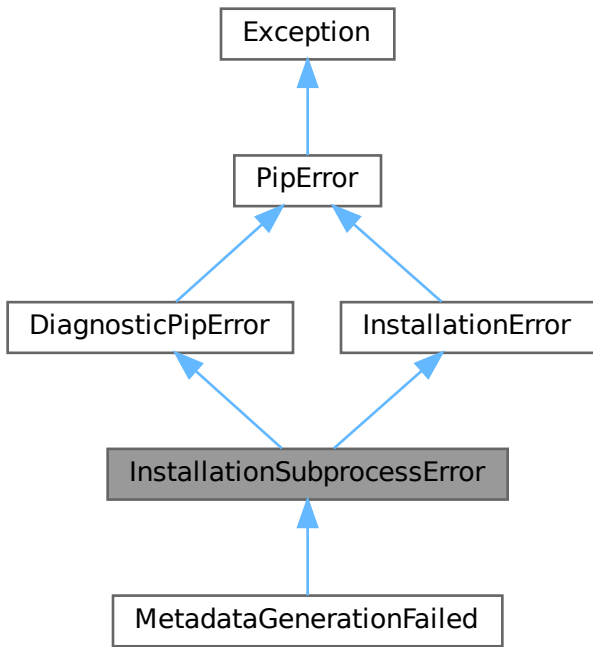 Exception
PipError
DiagnosticPipError
InstallationError
InstallationSubprocessError
MetadataGenerationFailed